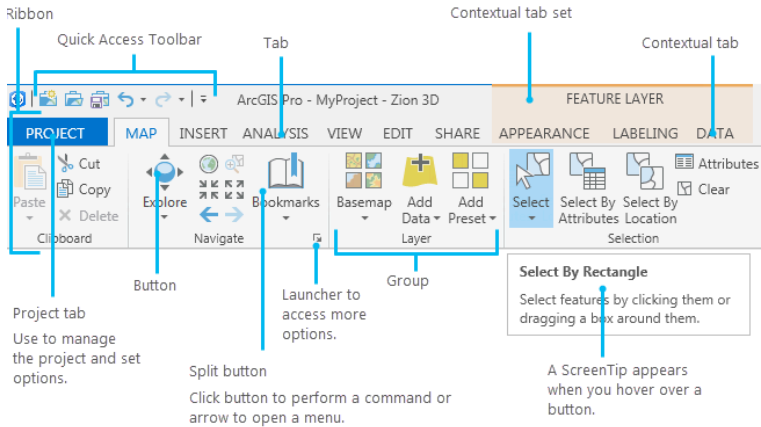 Ribbon
Contextual tab set
Quick Access Toolbar
Tab
Contextual tab
ArcGIS Pro - MyProject - Zion 3D
FEATURE LAYER
PROJECT MAP INSERT ANALYSIS VIEW EDIT SHARE APPEARANCE LABELING DATA
Paste
Cut
Copy
Delete
Clipboard
Explore
Bookmarks
Navigate
Basemap
Add
Data
Add
Preset
Layer
Select
Select By
Attributes
Select By
Location
Attributes
Clear
Selection
Select By Rectangle
Select features by clicking them or
dragging a box around them.
Button
Launcher to
access more
options.
Group
Project tab
Use to manage
the project and set
options.
Split button
Click button to perform a command or
arrow to open a menu.
A ScreenTip appears
when you hover over a
button.